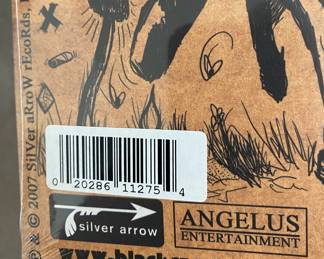 ℗ & © 2007 SilVer aRroW rEcoRds,
0 20286 11275 4
silver arrow
ANGELUS
ENTERTAINMENT